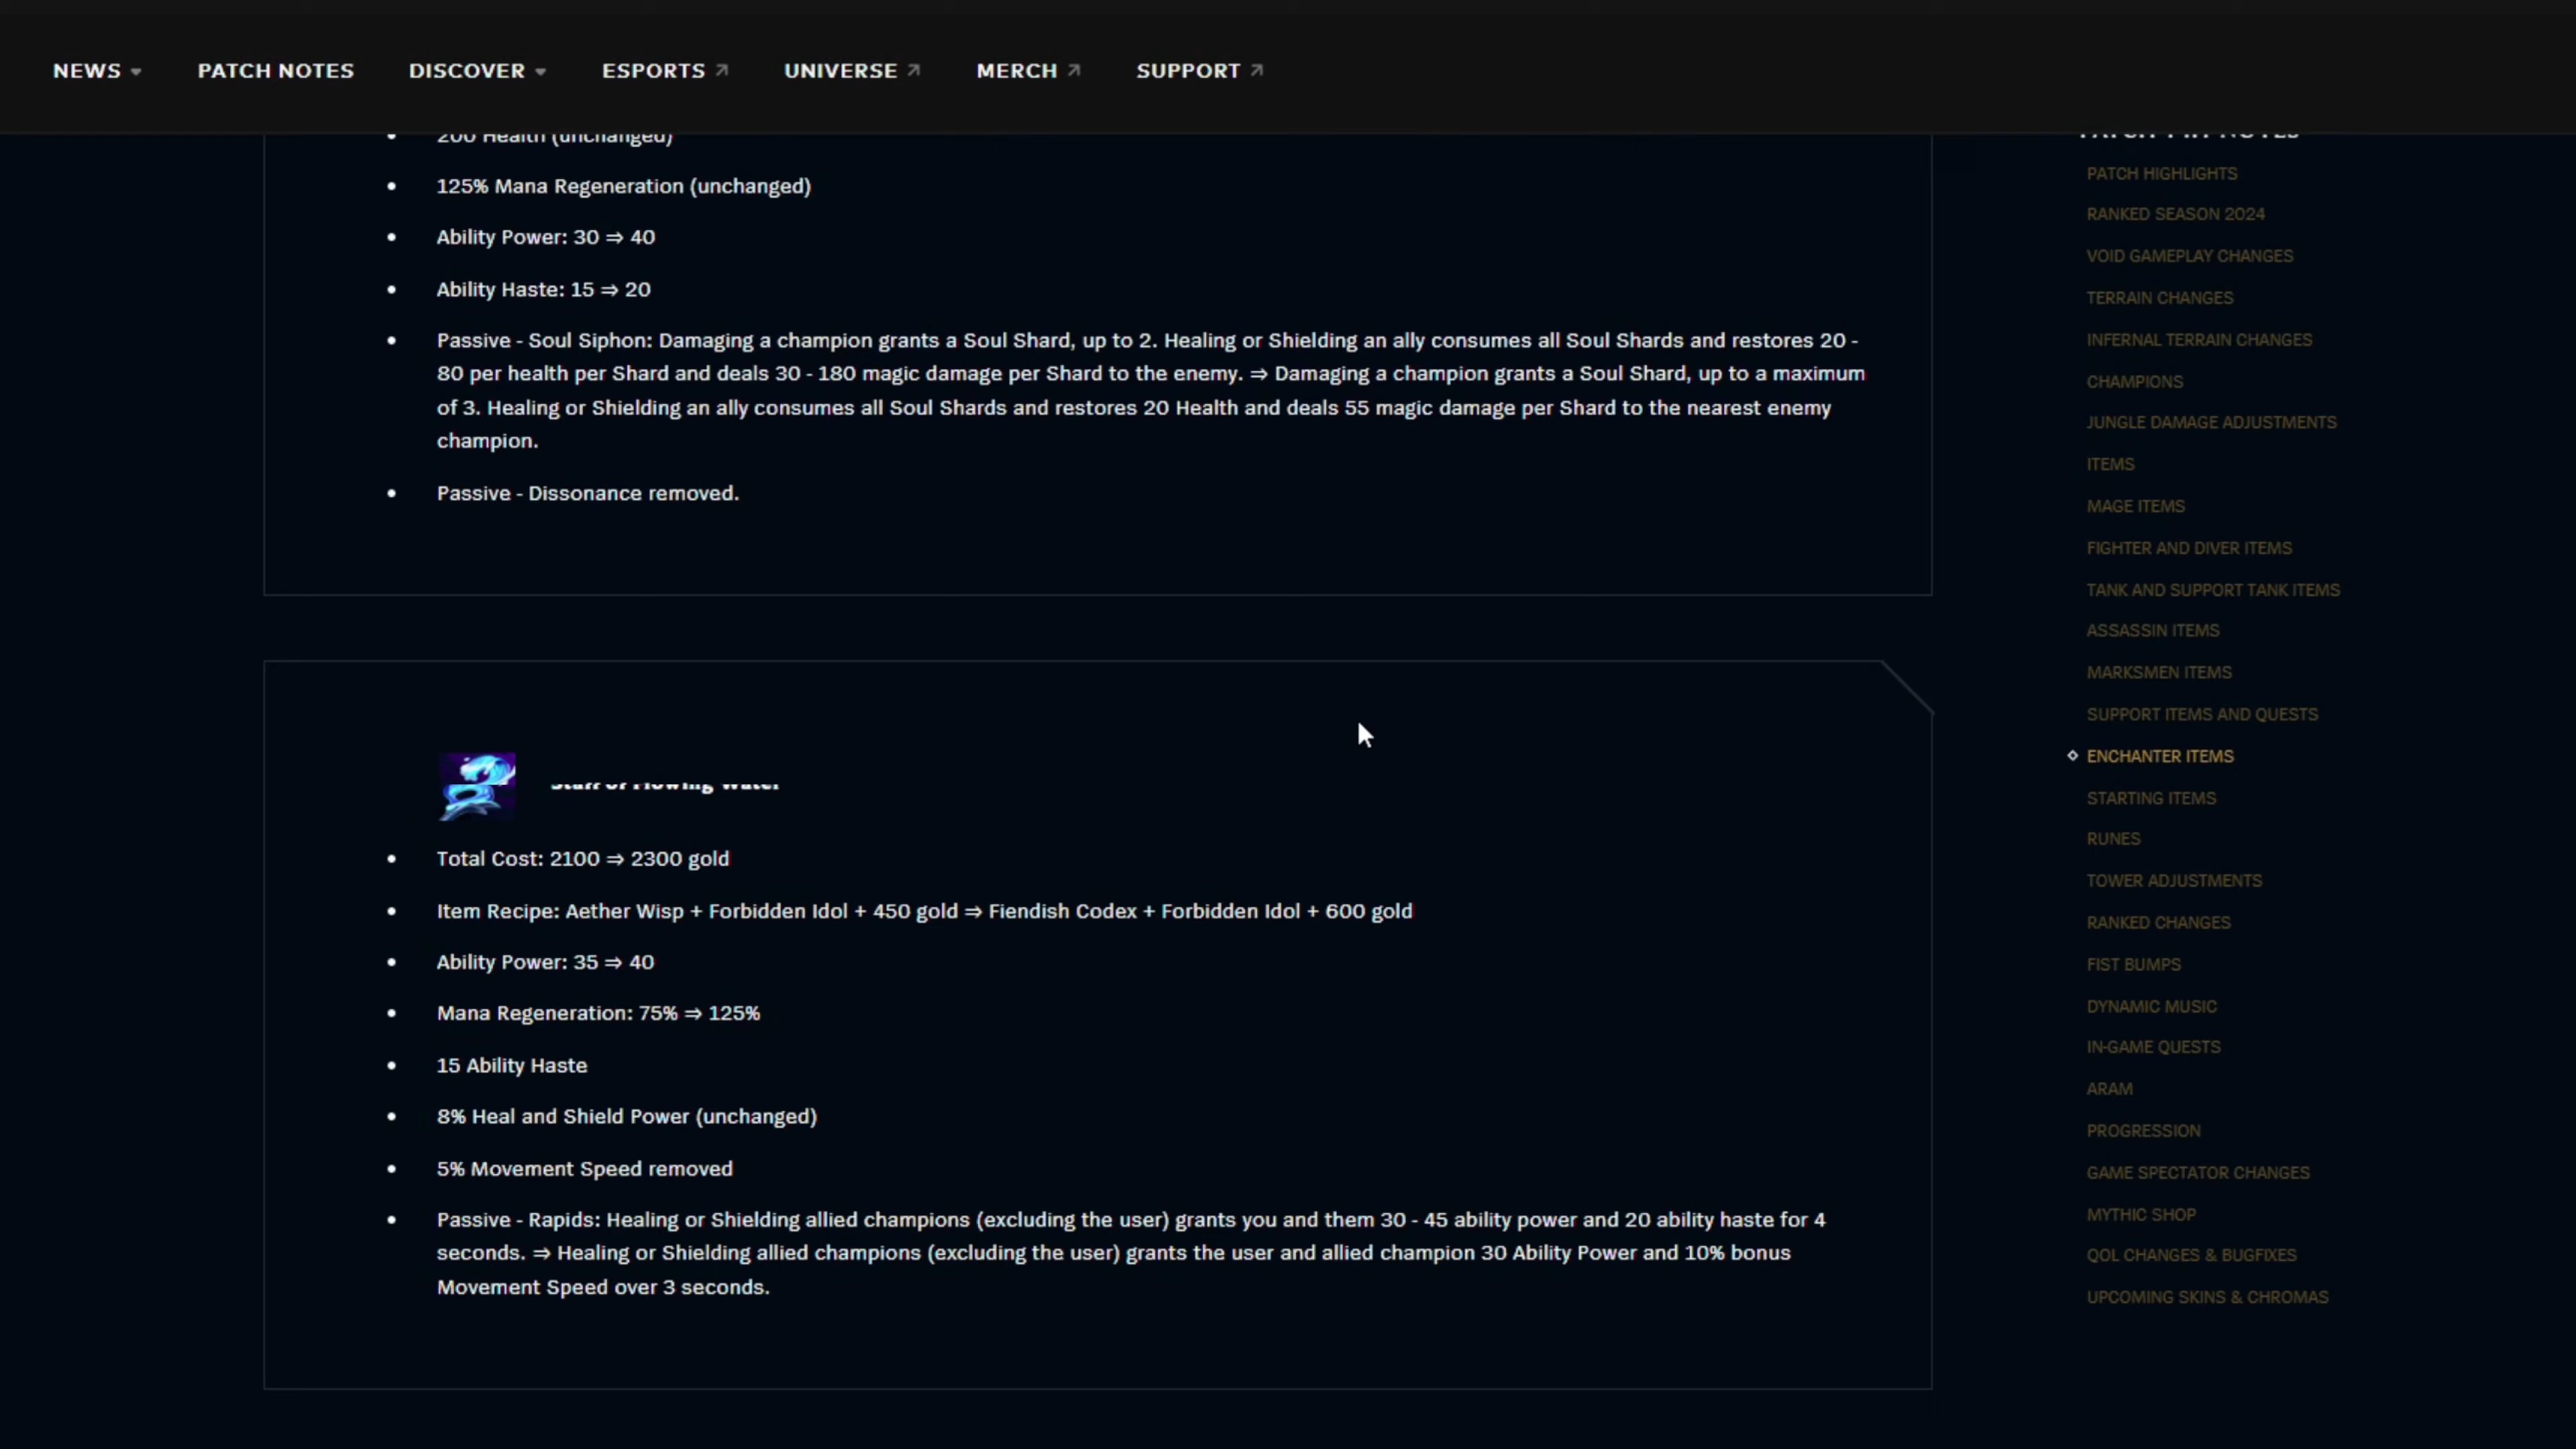 NEWS PATCH NOTES DISCOVER ESPORTS UNIVERSE MERCH SUPPORT
200 Health (unchanged)
125% Mana Regeneration (unchanged)
Ability Power: 30 ⇒ 40
Ability Haste: 15 ⇒ 20
Passive - Soul Siphon: Damaging a champion grants a Soul Shard, up to 2. Healing or Shielding an ally consumes all Soul Shards and restores 20 -
80 per health per Shard and deals 30 - 180 magic damage per Shard to the enemy. ⇒ Damaging a champion grants a Soul Shard, up to a maximum
of 3. Healing or Shielding an ally consumes all Soul Shards and restores 20 Health and deals 55 magic damage per Shard to the nearest enemy
champion.
Passive - Dissonance removed.
Staff of Flowing Water
Total Cost: 2100 ⇒ 2300 gold
Item Recipe: Aether Wisp + Forbidden Idol + 450 gold ⇒ Fiendish Codex + Forbidden Idol + 600 gold
Ability Power: 35 ⇒ 40
Mana Regeneration: 75% ⇒ 125%
15 Ability Haste
8% Heal and Shield Power (unchanged)
5% Movement Speed removed
Passive - Rapids: Healing or Shielding allied champions (excluding the user) grants you and them 30 - 45 ability power and 20 ability haste for 4
seconds. ⇒ Healing or Shielding allied champions (excluding the user) grants the user and allied champion 30 Ability Power and 10% bonus
Movement Speed over 3 seconds.
NOTES
PATCH HIGHLIGHTS
RANKED SEASON 2024
VOID GAMEPLAY CHANGES
TERRAIN CHANGES
INFERNAL TERRAIN CHANGES
CHAMPIONS
JUNGLE DAMAGE ADJUSTMENTS
ITEMS
MAGE ITEMS
FIGHTER AND DIVER ITEMS
TANK AND SUPPORT TANK ITEMS
ASSASSIN ITEMS
MARKSMEN ITEMS
SUPPORT ITEMS AND QUESTS
ENCHANTER ITEMS
STARTING ITEMS
RUNES
TOWER ADJUSTMENTS
RANKED CHANGES
FIST BUMPS
DYNAMIC MUSIC
IN-GAME QUESTS
ARAM
PROGRESSION
GAME SPECTATOR CHANGES
MYTHIC SHOP
QOL CHANGES & BUGFIXES
UPCOMING SKINS & CHROMAS